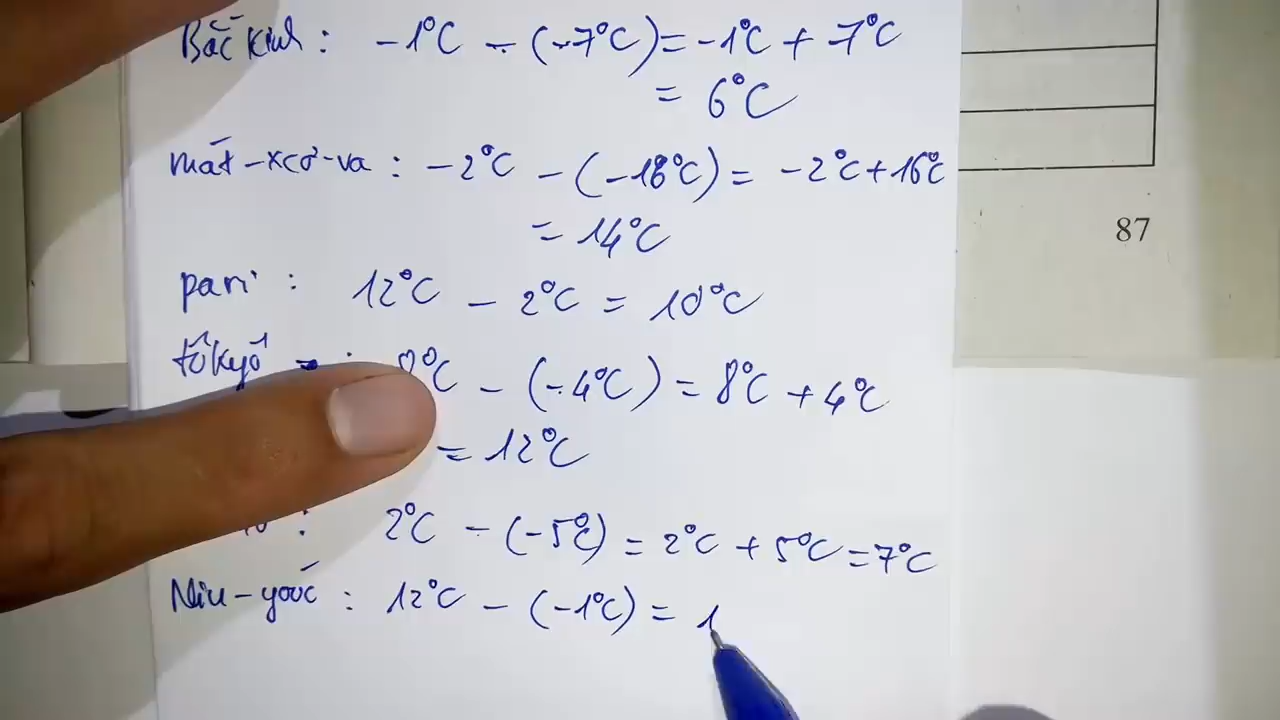 Bắc Kinh : -1°C - (-7°C) = -1°C + 7°C
= 6°C
mát-xcơ-va : -2°C - (-18°C) = -2°C + 16°C
= 14°C
pari : 12°C - 2°C = 10°C
87
tôkyô : 8°C - (-4°C) = 8°C + 4°C
= 12°C
: 2°C - (-5°C) = 2°C + 5°C = 7°C
Niu-yoóc : 12°C - (-1°C) = 1